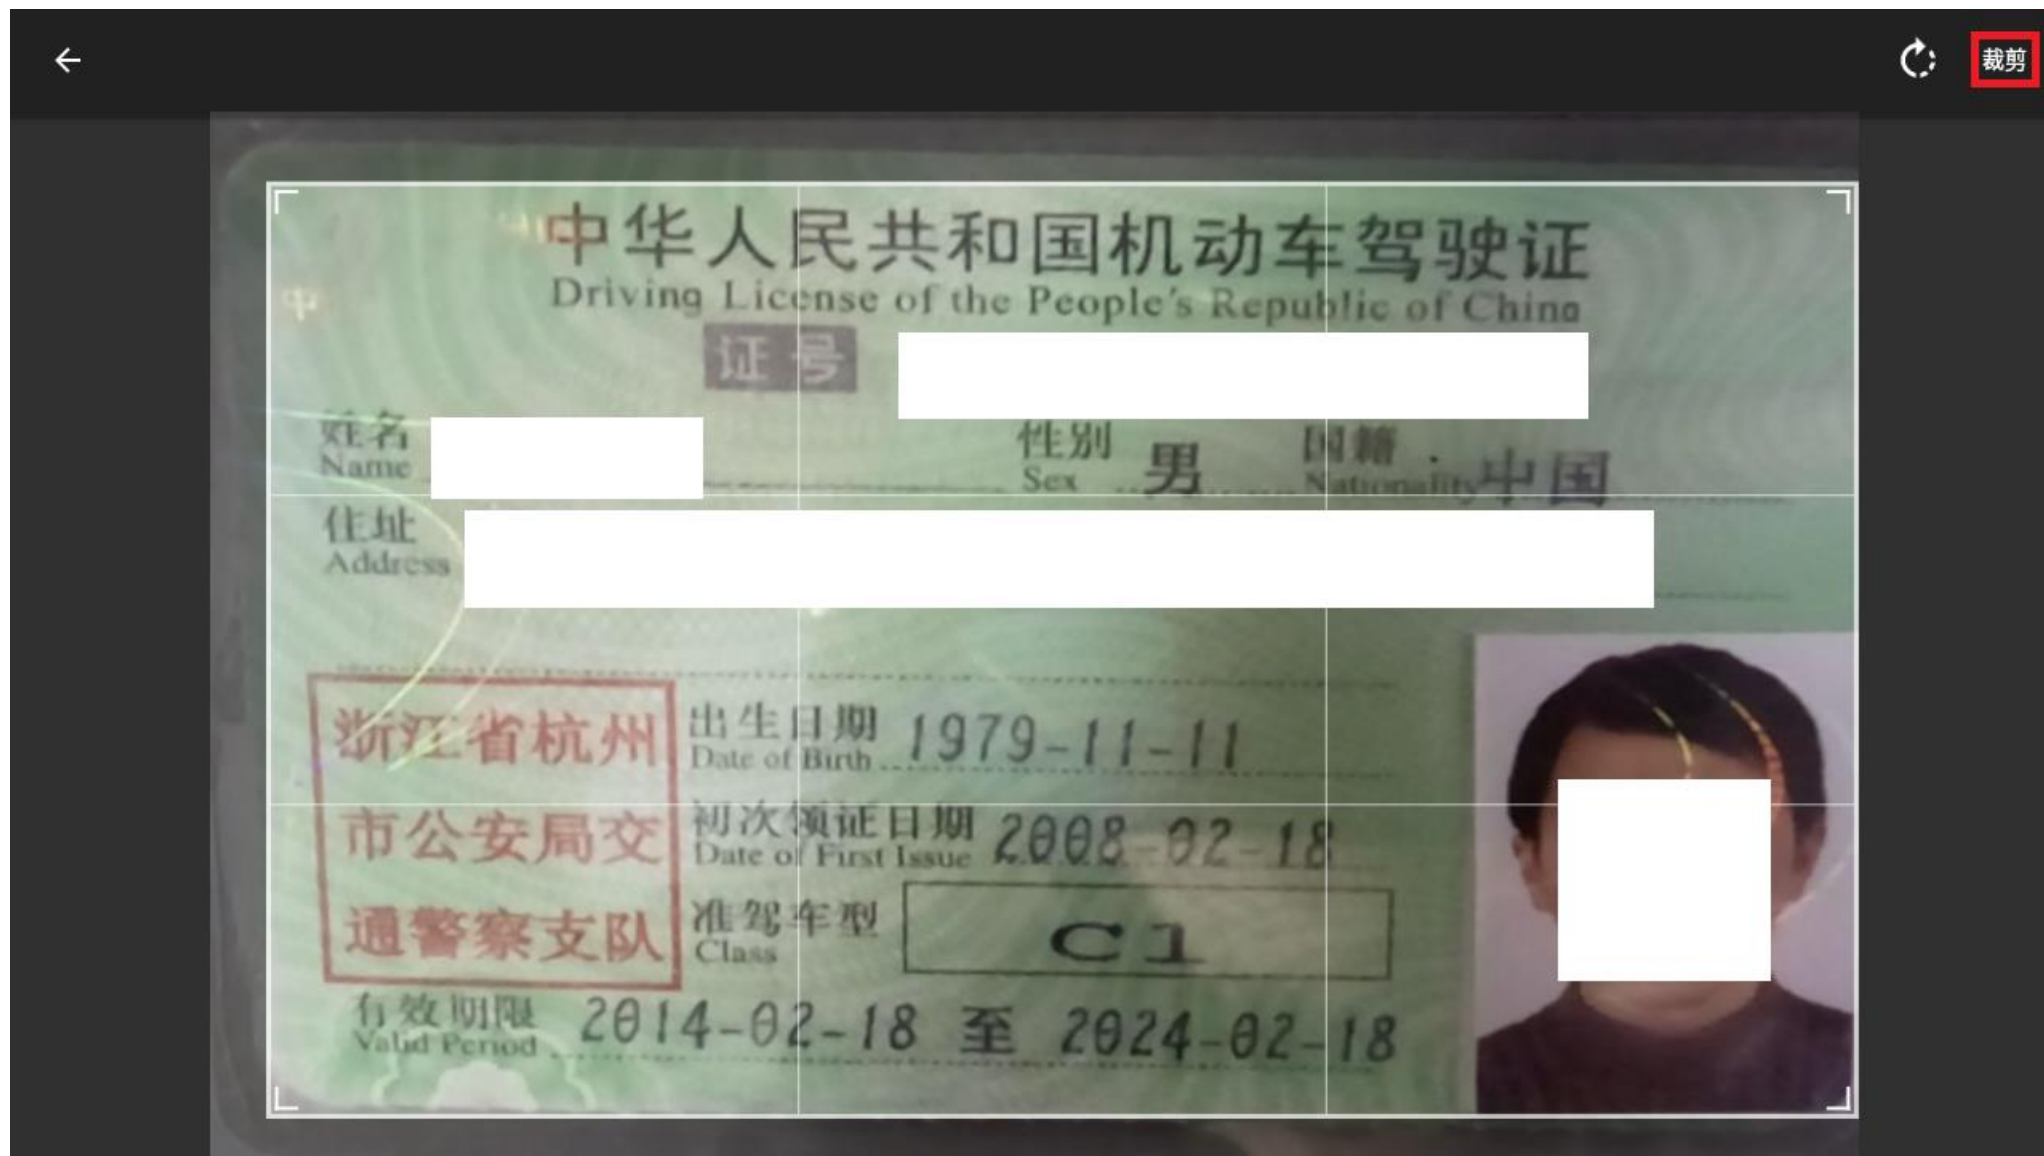 裁剪
中华人民共和国机动车驾驶证
Driving License of the People's Republic of China
证号
姓名 性别 男 国籍 中国
Name Sex Nationality
住址
Address
浙江省杭州
市公安局交
通警察支队
出生日期 1979-11-11
Date of Birth
初次领证日期 2008-02-18
Date of First Issue
准驾车型 C1
Class
有效期限 2014-02-18 至 2024-02-18
Valid Period